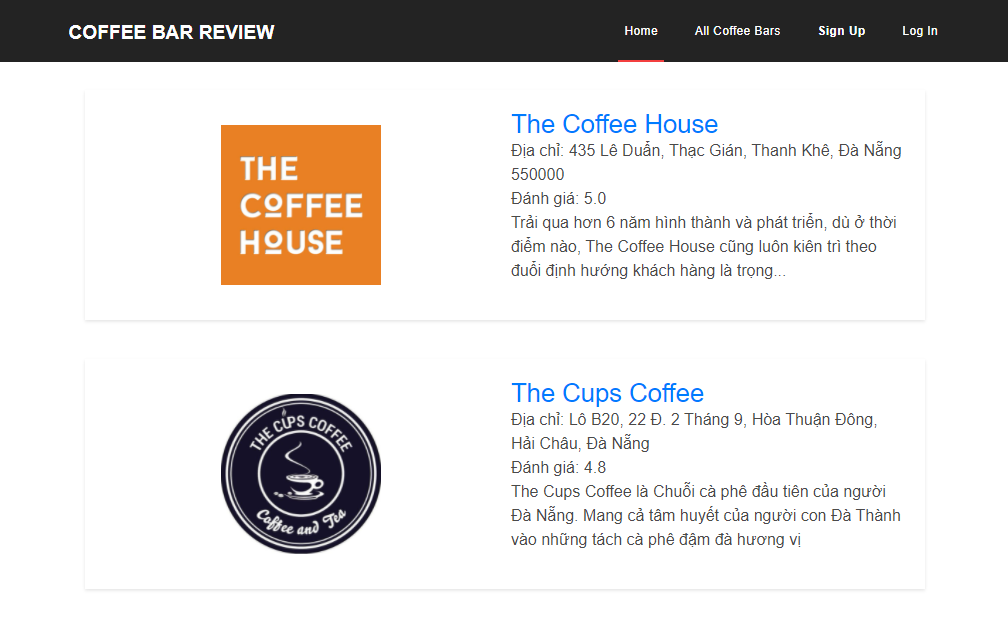 COFFEE BAR REVIEW
Home
All Coffee Bars
Sign Up
Log In
THE
COFFEE
HOUSE
The Coffee House
Địa chỉ: 435 Lê Duẩn, Thạc Gián, Thanh Khê, Đà Nẵng
550000
Đánh giá: 5.0
Trải qua hơn 6 năm hình thành và phát triển, dù ở thời
điểm nào, The Coffee House cũng luôn kiên trì theo
đuổi định hướng khách hàng là trọng...
THE CUPS COFFEE
Coffee and Tea
The Cups Coffee
Địa chỉ: Lô B20, 22 Đ. 2 Tháng 9, Hòa Thuận Đông,
Hải Châu, Đà Nẵng
Đánh giá: 4.8
The Cups Coffee là Chuỗi cà phê đầu tiên của người
Đà Nẵng. Mang cả tâm huyết của người con Đà Thành
vào những tách cà phê đậm đà hương vị